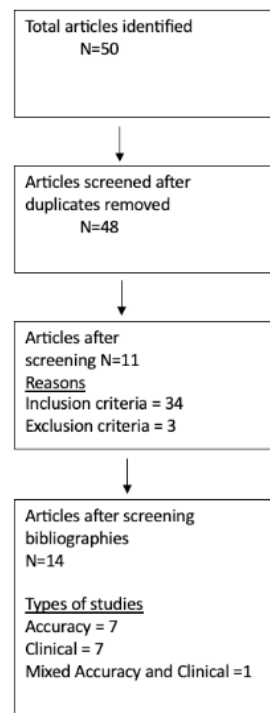 Total articles identified
N=50
Articles screened after
duplicates removed
N=48
Articles after
screening N=11
Reasons
Inclusion criteria = 34
Exclusion criteria = 3
Articles after screening
bibliographies
N=14
Types of studies
Accuracy = 7
Clinical = 7
Mixed Accuracy and Clinical =1